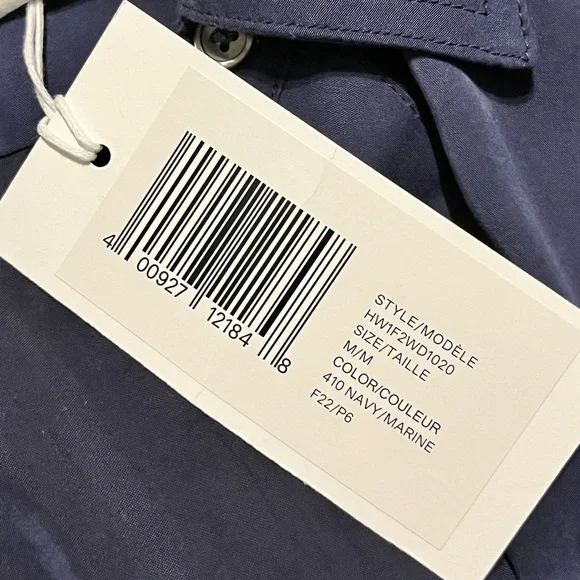 4 00927 12184 8
STYLE/MODÈLE
HW1F2WD1020
SIZE/TAILLE
M/M
COLOR/COULEUR
410 NAVY/MARINE
F22/P6